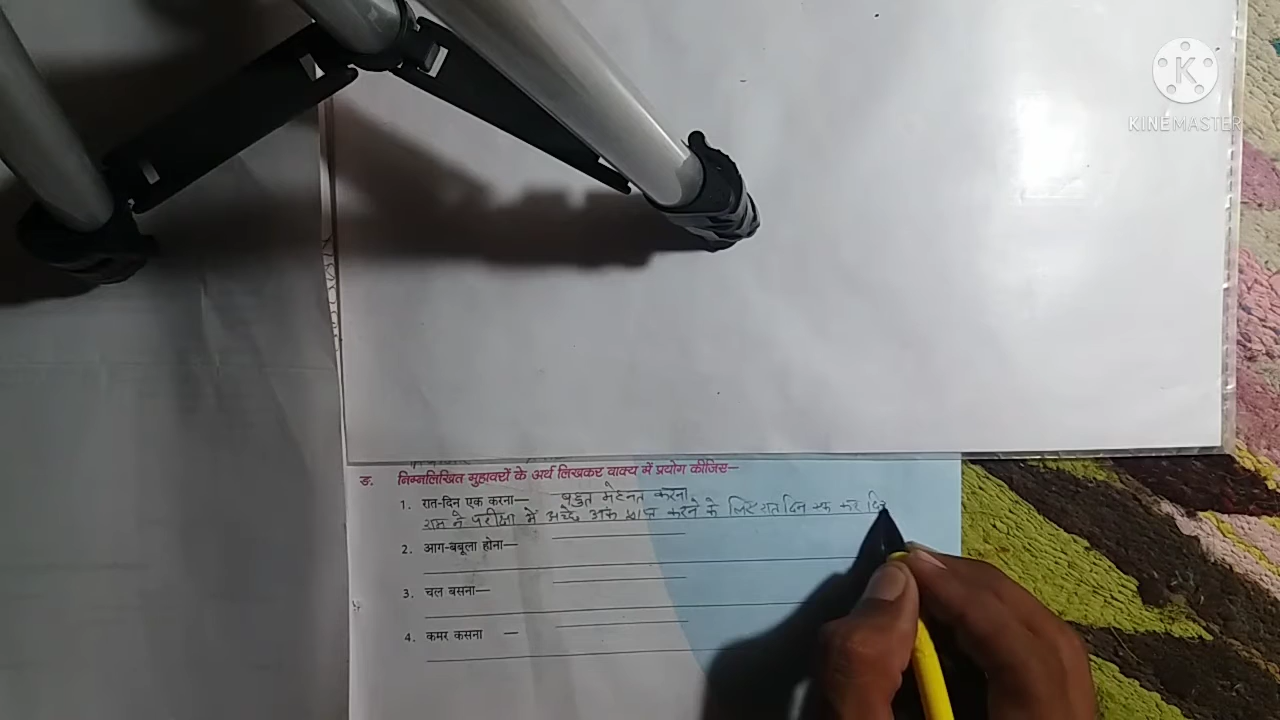 KINEMASTER
ङ. निम्नलिखित मुहावरों के अर्थ लिखकर वाक्य में प्रयोग कीजिए—
1. रात-दिन एक करना— बहुत मेहनत करना
राम ने परीक्षा में अच्छे अंक प्राप्त करने के लिए रात दिन एक कर दि
2. आग-बबूला होना—
3. चल बसना—
4. कमर कसना —